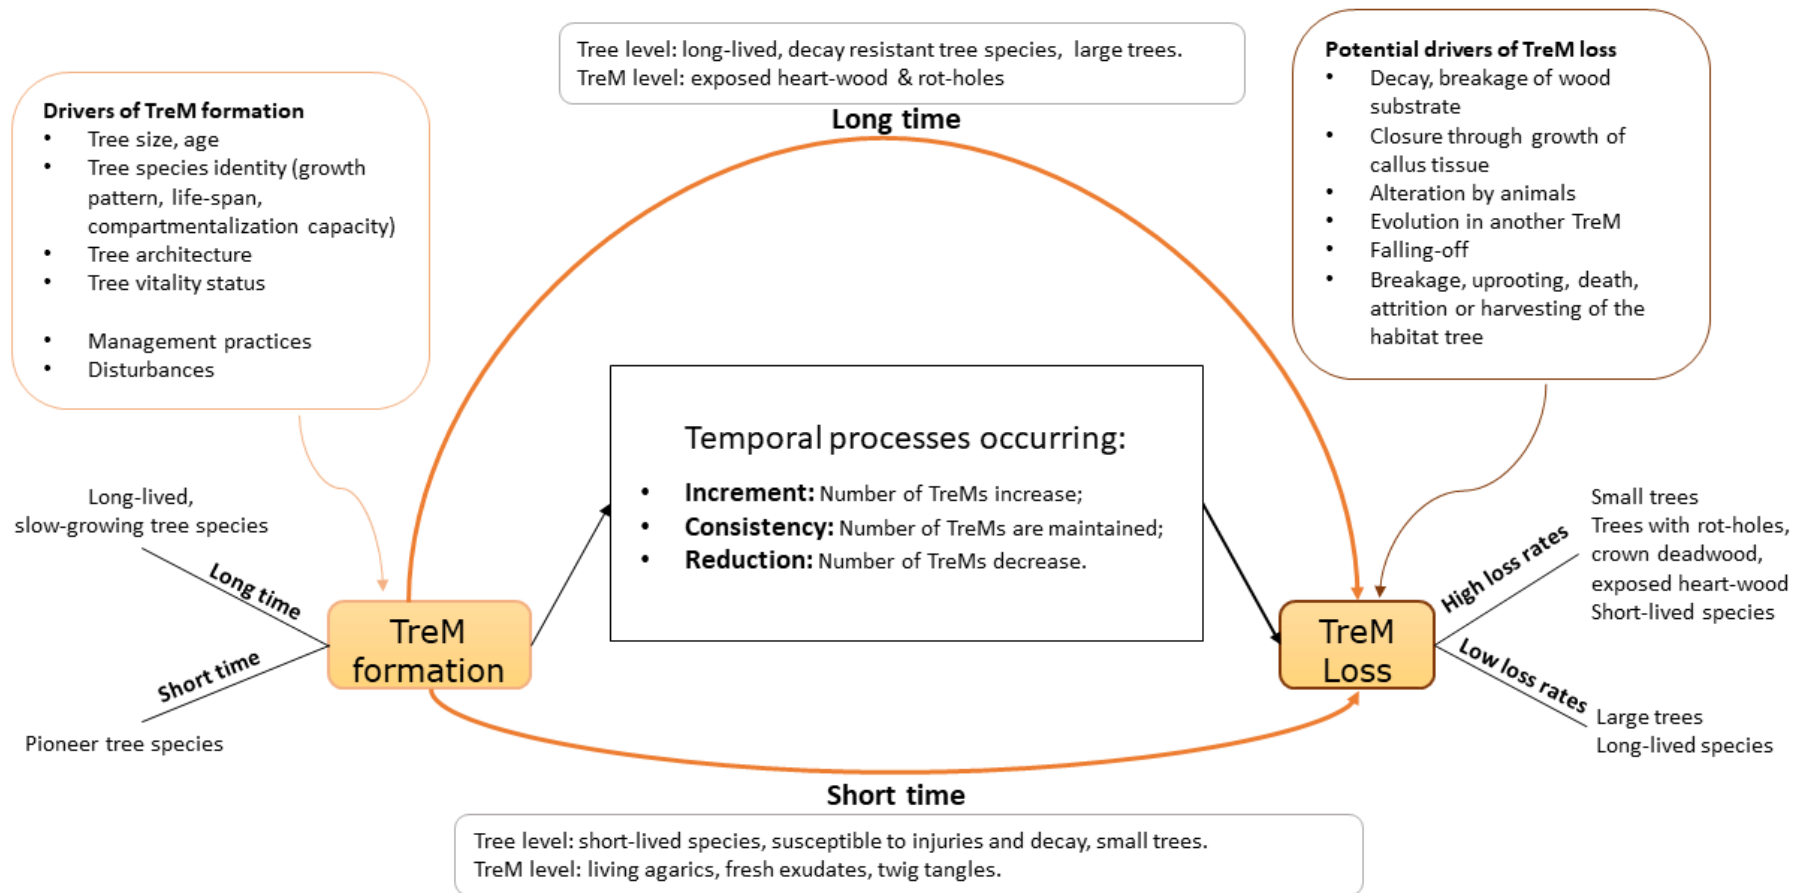 Tree level: long-lived, decay resistant tree species, large trees.
TreM level: exposed heart-wood & rot-holes
Long time
Drivers of TreM formation
• Tree size, age
• Tree species identity (growth
pattern, life-span,
compartmentalization capacity)
• Tree architecture
• Tree vitality status
• Management practices
• Disturbances
Potential drivers of TreM loss
• Decay, breakage of wood
substrate
• Closure through growth of
callus tissue
• Alteration by animals
• Evolution in another TreM
• Falling-off
• Breakage, uprooting, death,
attrition or harvesting of the
habitat tree
Temporal processes occurring:
• Increment: Number of TreMs increase;
• Consistency: Number of TreMs are maintained;
• Reduction: Number of TreMs decrease.
Long-lived,
slow-growing tree species
Long time
Short time
Pioneer tree species
TreM
formation
TreM
Loss
High loss rates
Small trees
Trees with rot-holes,
crown deadwood,
exposed heart-wood
Short-lived species
Low loss rates
Large trees
Long-lived species
Short time
Tree level: short-lived species, susceptible to injuries and decay, small trees.
TreM level: living agarics, fresh exudates, twig tangles.